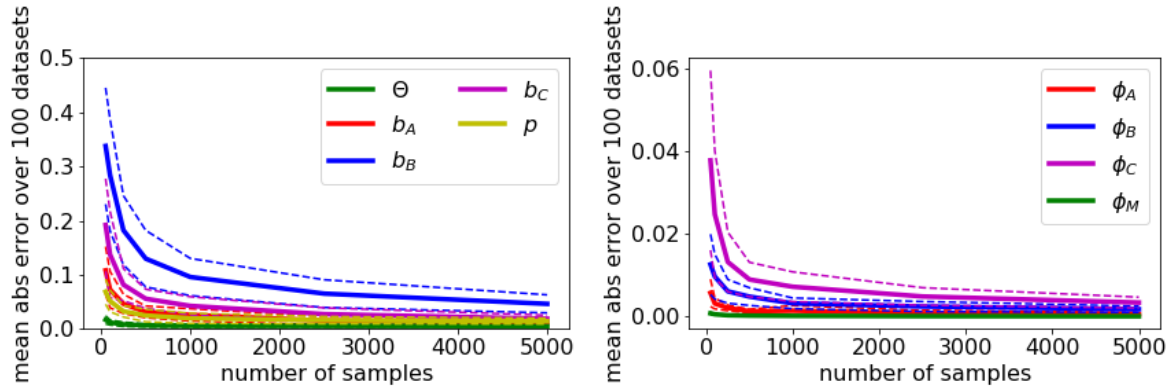 mean abs error over 100 datasets
0.5
0.4
0.3
0.2
0.1
0.0
0 1000 2000 3000 4000 5000
number of samples
Θ
b_A
b_B
b_C
p
mean abs error over 100 datasets
0.06
0.04
0.02
0.00
0 1000 2000 3000 4000 5000
number of samples
ϕ_A
ϕ_B
ϕ_C
ϕ_M